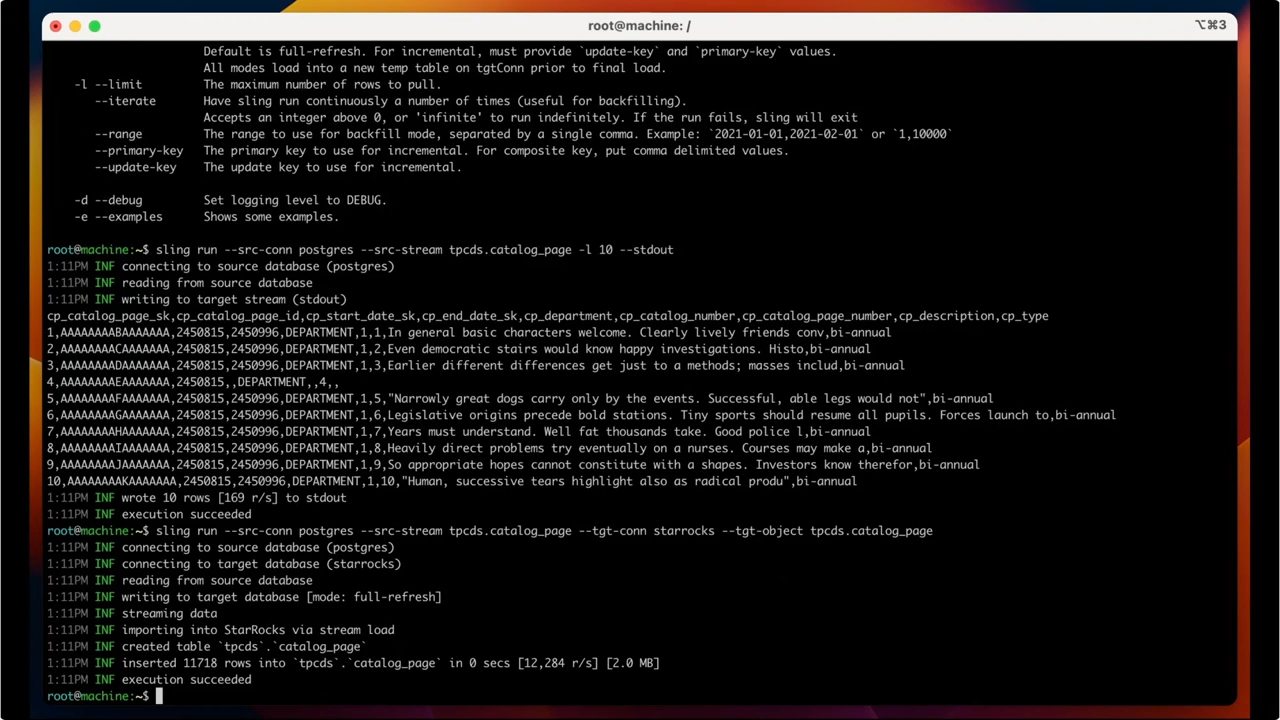 root@machine: /
⌥⌘3
Default is full-refresh. For incremental, must provide `update-key` and `primary-key` values.
All modes load into a new temp table on tgtConn prior to final load.
-l --limit The maximum number of rows to pull.
--iterate Have sling run continuously a number of times (useful for backfilling).
Accepts an integer above 0, or 'infinite' to run indefinitely. If the run fails, sling will exit
--range The range to use for backfill mode, separated by a single comma. Example: `2021-01-01,2021-02-01` or `1,10000`
--primary-key The primary key to use for incremental. For composite key, put comma delimited values.
--update-key The update key to use for incremental.
-d --debug Set logging level to DEBUG.
-e --examples Shows some examples.
root@machine:~$ sling run --src-conn postgres --src-stream tpcds.catalog_page -l 10 --stdout
1:11PM INF connecting to source database (postgres)
1:11PM INF reading from source database
1:11PM INF writing to target stream (stdout)
cp_catalog_page_sk,cp_catalog_page_id,cp_start_date_sk,cp_end_date_sk,cp_department,cp_catalog_number,cp_catalog_page_number,cp_description,cp_type
1,AAAAAAAABAAAAAAA,2450815,2450996,DEPARTMENT,1,1,In general basic characters welcome. Clearly lively friends conv,bi-annual
2,AAAAAAAACAAAAAAA,2450815,2450996,DEPARTMENT,1,2,Even democratic stairs would know happy investigations. Histo,bi-annual
3,AAAAAAAADAAAAAAA,2450815,2450996,DEPARTMENT,1,3,Earlier different differences get just to a methods; masses includ,bi-annual
4,AAAAAAAAEAAAAAAA,2450815,,DEPARTMENT,,4,,
5,AAAAAAAAFAAAAAAA,2450815,2450996,DEPARTMENT,1,5,"Narrowly great dogs carry only by the events. Successful, able legs would not",bi-annual
6,AAAAAAAAGAAAAAAA,2450815,2450996,DEPARTMENT,1,6,Legislative origins precede bold stations. Tiny sports should resume all pupils. Forces launch to,bi-annual
7,AAAAAAAAHAAAAAAA,2450815,2450996,DEPARTMENT,1,7,Years must understand. Well fat thousands take. Good police l,bi-annual
8,AAAAAAAAIAAAAAAA,2450815,2450996,DEPARTMENT,1,8,Heavily direct problems try eventually on a nurses. Courses may make a,bi-annual
9,AAAAAAAAJAAAAAAA,2450815,2450996,DEPARTMENT,1,9,So appropriate hopes cannot constitute with a shapes. Investors know therefor,bi-annual
10,AAAAAAAAKAAAAAAA,2450815,2450996,DEPARTMENT,1,10,"Human, successive tears highlight also as radical produ",bi-annual
1:11PM INF wrote 10 rows [169 r/s] to stdout
1:11PM INF execution succeeded
root@machine:~$ sling run --src-conn postgres --src-stream tpcds.catalog_page --tgt-conn starrocks --tgt-object tpcds.catalog_page
1:11PM INF connecting to source database (postgres)
1:11PM INF connecting to target database (starrocks)
1:11PM INF reading from source database
1:11PM INF writing to target database [mode: full-refresh]
1:11PM INF streaming data
1:11PM INF importing into StarRocks via stream load
1:11PM INF created table `tpcds`.`catalog_page`
1:11PM INF inserted 11718 rows into `tpcds`.`catalog_page` in 0 secs [12,284 r/s] [2.0 MB]
1:11PM INF execution succeeded
root@machine:~$